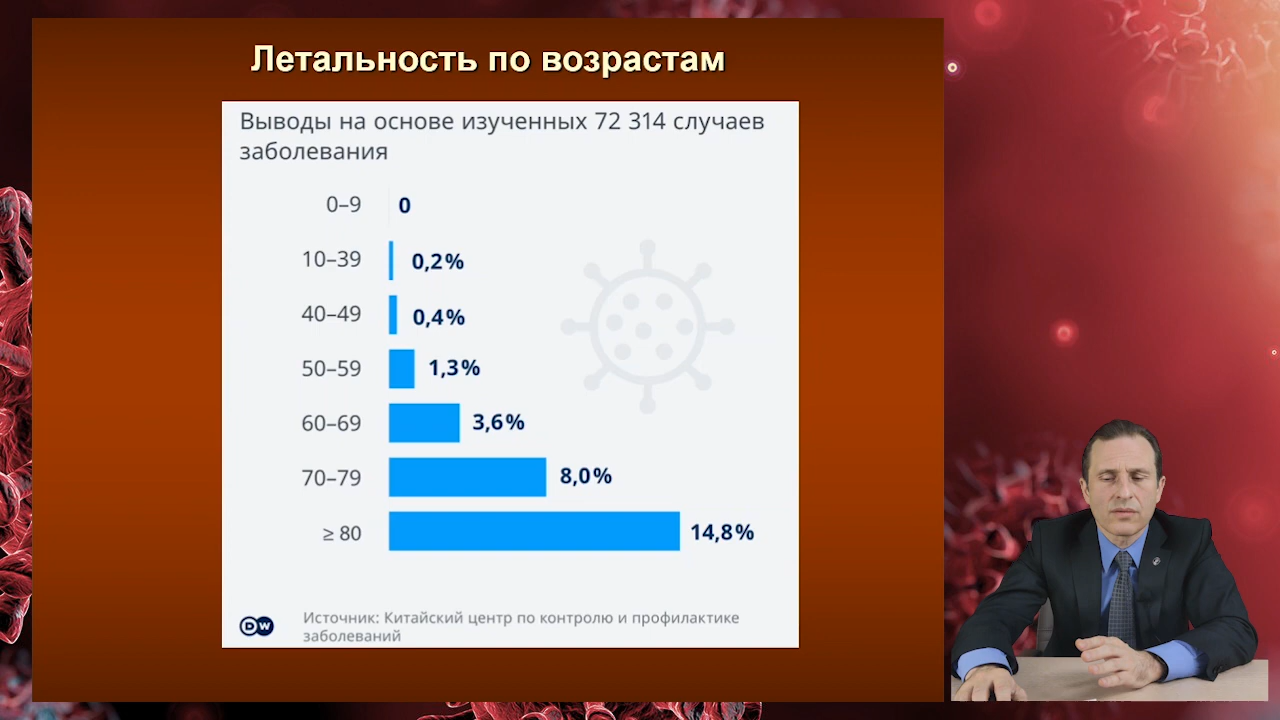 Летальность по возрастам
Выводы на основе изученных 72 314 случаев
заболевания
0–9 0
10–39 0,2%
40–49 0,4%
50–59 1,3%
60–69 3,6%
70–79 8,0%
≥ 80 14,8%
DW
Источник: Китайский центр по контролю и профилактике
заболеваний